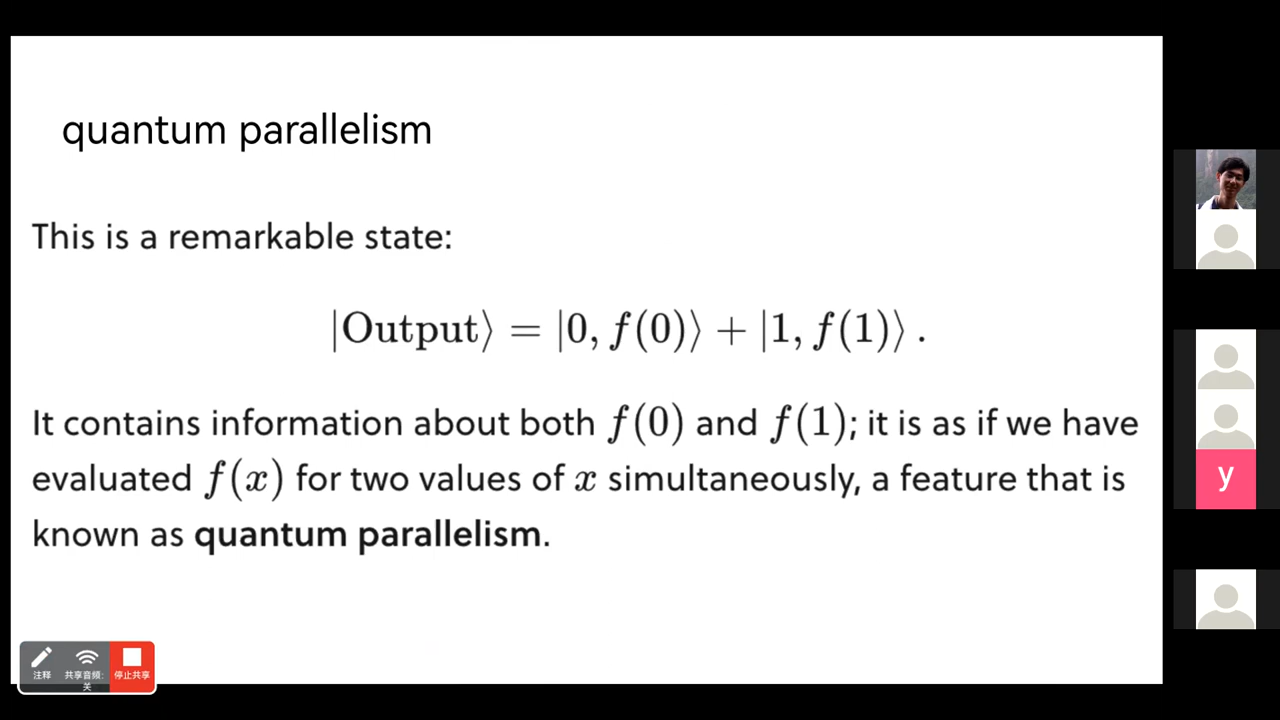 quantum parallelism
This is a remarkable state:
|Output⟩ = |0, f(0)⟩ + |1, f(1)⟩ .
It contains information about both f(0) and f(1); it is as if we have
evaluated f(x) for two values of x simultaneously, a feature that is
known as quantum parallelism.
y
注释
共享音頻:
关
停止共享